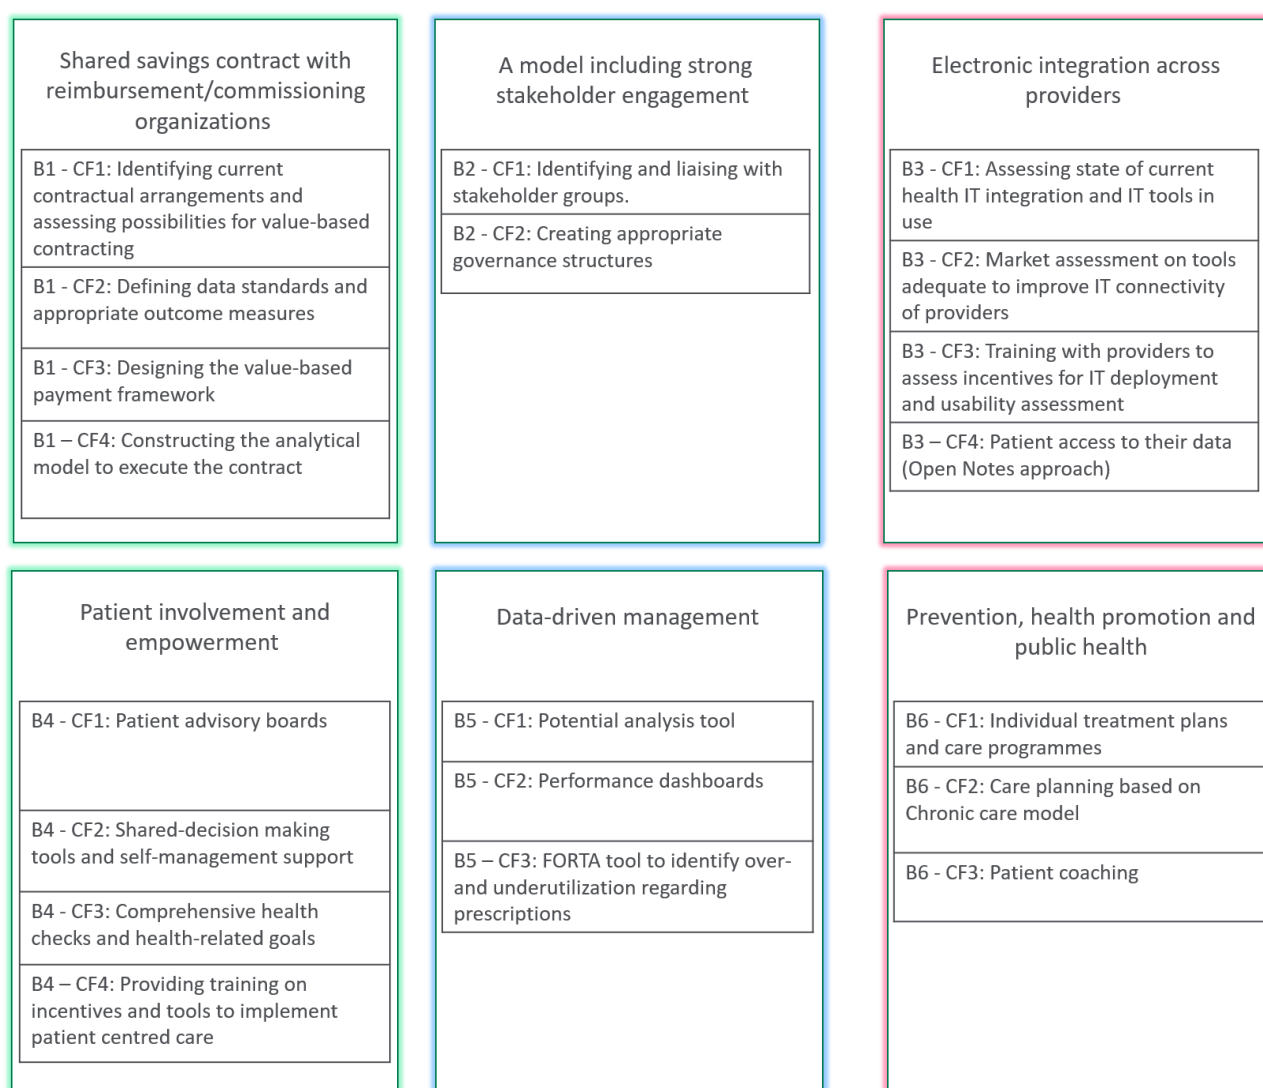 Shared savings contract with
reimbursement/commissioning
organizations
B1 - CF1: Identifying current
contractual arrangements and
assessing possibilities for value-based
contracting
B1 - CF2: Defining data standards and
appropriate outcome measures
B1 - CF3: Designing the value-based
payment framework
B1 – CF4: Constructing the analytical
model to execute the contract
A model including strong
stakeholder engagement
B2 - CF1: Identifying and liaising with
stakeholder groups.
B2 - CF2: Creating appropriate
governance structures
Electronic integration across
providers
B3 - CF1: Assessing state of current
health IT integration and IT tools in
use
B3 - CF2: Market assessment on tools
adequate to improve IT connectivity
of providers
B3 - CF3: Training with providers to
assess incentives for IT deployment
and usability assessment
B3 – CF4: Patient access to their data
(Open Notes approach)
Patient involvement and
empowerment
B4 - CF1: Patient advisory boards
B4 - CF2: Shared-decision making
tools and self-management support
B4 - CF3: Comprehensive health
checks and health-related goals
B4 – CF4: Providing training on
incentives and tools to implement
patient centred care
Data-driven management
B5 - CF1: Potential analysis tool
B5 - CF2: Performance dashboards
B5 – CF3: FORTA tool to identify over-
and underutilization regarding
prescriptions
Prevention, health promotion and
public health
B6 - CF1: Individual treatment plans
and care programmes
B6 - CF2: Care planning based on
Chronic care model
B6 - CF3: Patient coaching